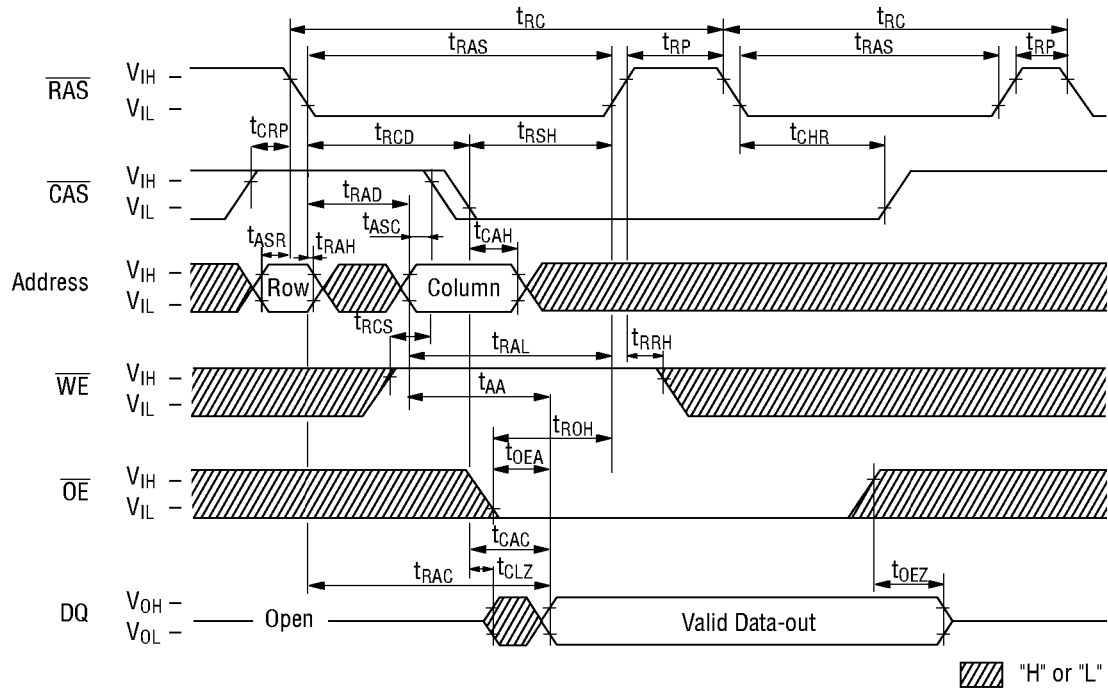 tRC tRC
tRAS tRP tRAS tRP
RAS VIH
VIL
tCRP tRCD tRSH tCHR
CAS VIH
VIL
tRAD
tASC
tASR tRAH tCAH
Address VIH
VIL
Row Column
tRCS tRAL tRRH
WE VIH
VIL
tAA
tROH
tOEA
OE VIH
VIL
tCAC
tRAC tCLZ tOEZ
DQ VOH
VOL
Open Valid Data-out
"H" or "L"